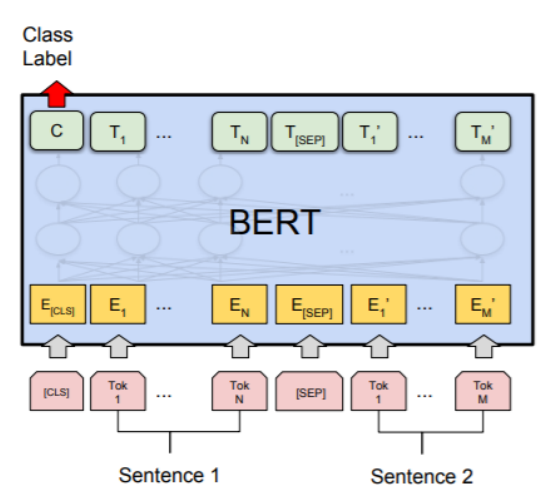 Class
Label
C T1 ... TN T[SEP] T1' ... TM'
...
BERT
...
E[CLS] E1 ... EN E[SEP] E1' ... EM'
[CLS] Tok 1 ... Tok N [SEP] Tok 1 ... Tok M
Sentence 1 Sentence 2